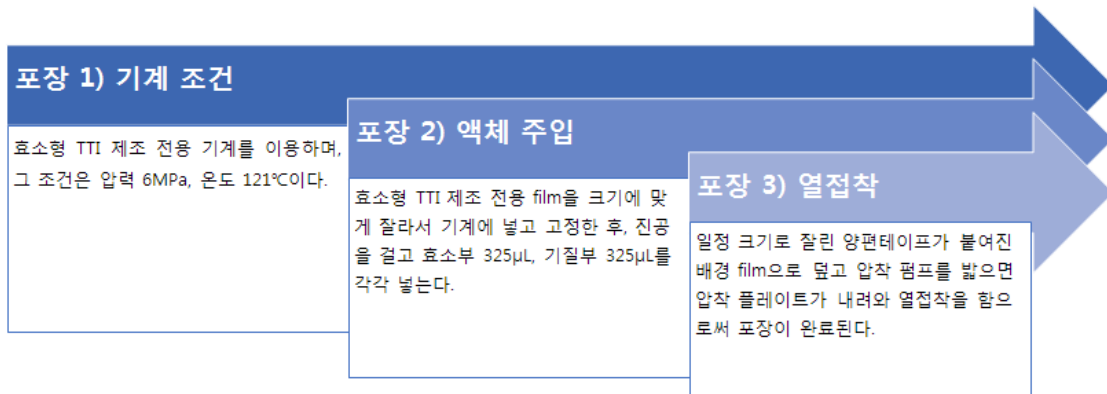 포장 1) 기계 조건
효소형 TTI 제조 전용 기계를 이용하며,
그 조건은 압력 6MPa, 온도 121℃이다.
포장 2) 액체 주입
효소형 TTI 제조 전용 film을 크기에 맞
게 잘라서 기계에 넣고 고정한 후, 진공
을 걸고 효소부 325μL, 기질부 325μL를
각각 넣는다.
포장 3) 열접착
일정 크기로 잘린 양편테이프가 붙여진
배경 film으로 덮고 압착 펌프를 밟으면
압착 플레이트가 내려와 열접착을 함으
로써 포장이 완료된다.